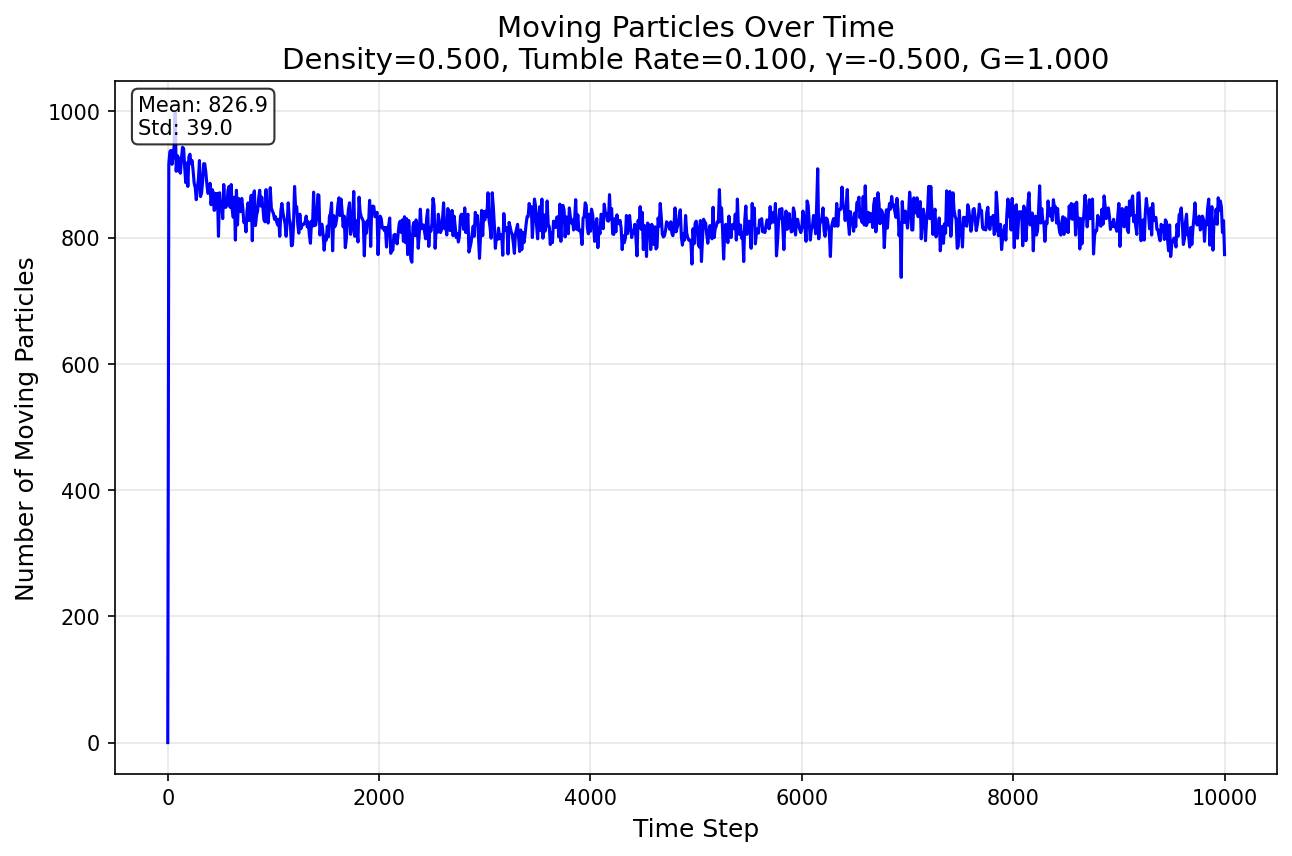 Moving Particles Over Time
Density=0.500, Tumble Rate=0.100, γ=-0.500, G=1.000
Mean: 826.9
Std: 39.0
Number of Moving Particles
1000
800
600
400
200
0
0 2000 4000 6000 8000 10000
Time Step